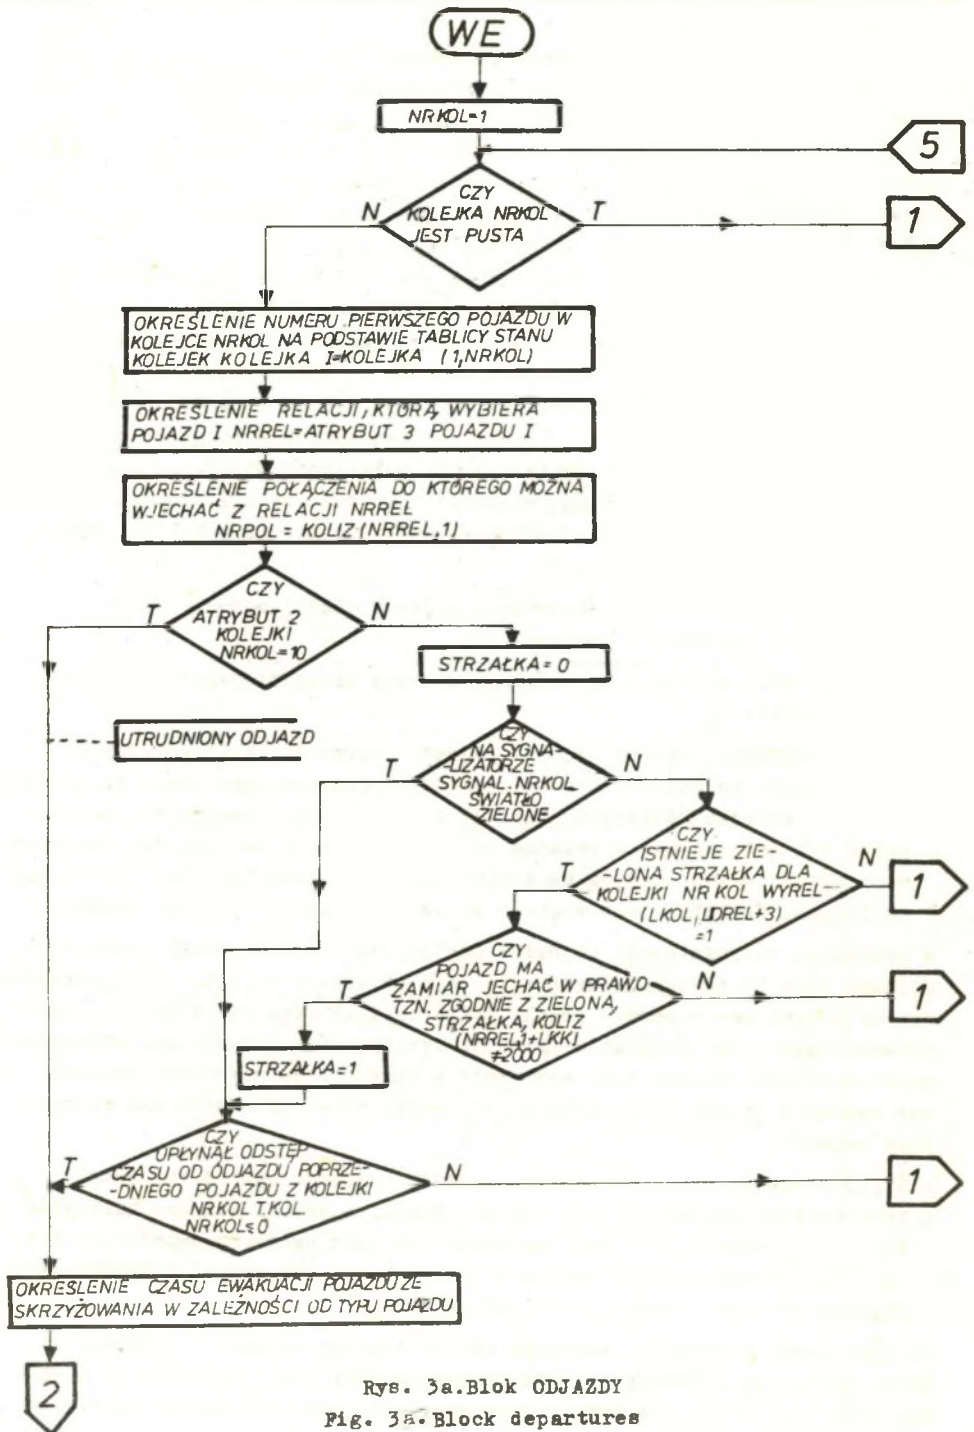 WE
NRKOL=1
5
CZY
KOLEJKA NRKOL
JEST PUSTA
N
T
1
OKREŚLENIE NUMERU PIERWSZEGO POJAZDU W
KOLEJCE NRKOL NA PODSTAWIE TABLICY STANU
KOLEJEK KOLEJKA I=KOLEJKA (1,NRKOL)
OKREŚLENIE RELACJI, KTÓRĄ WYBIERA
POJAZD I NRREL=ATRYBUT 3 POJAZDU I
OKREŚLENIE POŁĄCZENIA DO KTÓREGO MOŻNA
WJECHAĆ Z RELACJI NRREL
NRPOL = KOLIZ(NRREL,1)
CZY
ATRYBUT 2
KOLEJKI
NRKOL=10
T
N
STRZAŁKA = 0
UTRUDNIONY ODJAZD
CZY
NA SYGNA-
LIZATORZE
SYGNAL.NRKOL
ŚWIATŁO
ZIELONE
T
N
CZY
ISTNIEJE ZIE-
-LONA STRZAŁKA DLA
KOLEJKI NR KOL WYREL-
(LKOL, LIDREL+3)
=1
T
N
1
CZY
POJAZD MA
ZAMIAR JECHAĆ W PRAWO
TZN. ZGODNIE Z ZIELONĄ
STRZAŁKĄ, KOLIZ
(NRREL,1+LKK)
≠2000
T
N
1
STRZAŁKA=1
CZY
UPŁYNĄŁ ODSTĘP
CZASU OD ODJAZDU POPRZE-
-DNIEGO POJAZDU Z KOLEJKI
NRKOL T.KOL.
NRKOL≤0
T
N
1
OKREŚLENIE CZASU EWAKUACJI POJAZDU ZE
SKRZYŻOWANIA W ZALEŻNOŚCI OD TYPU POJAZDU
2
Rys. 3a.Blok ODJAZDY
Fig. 3a. Block departures